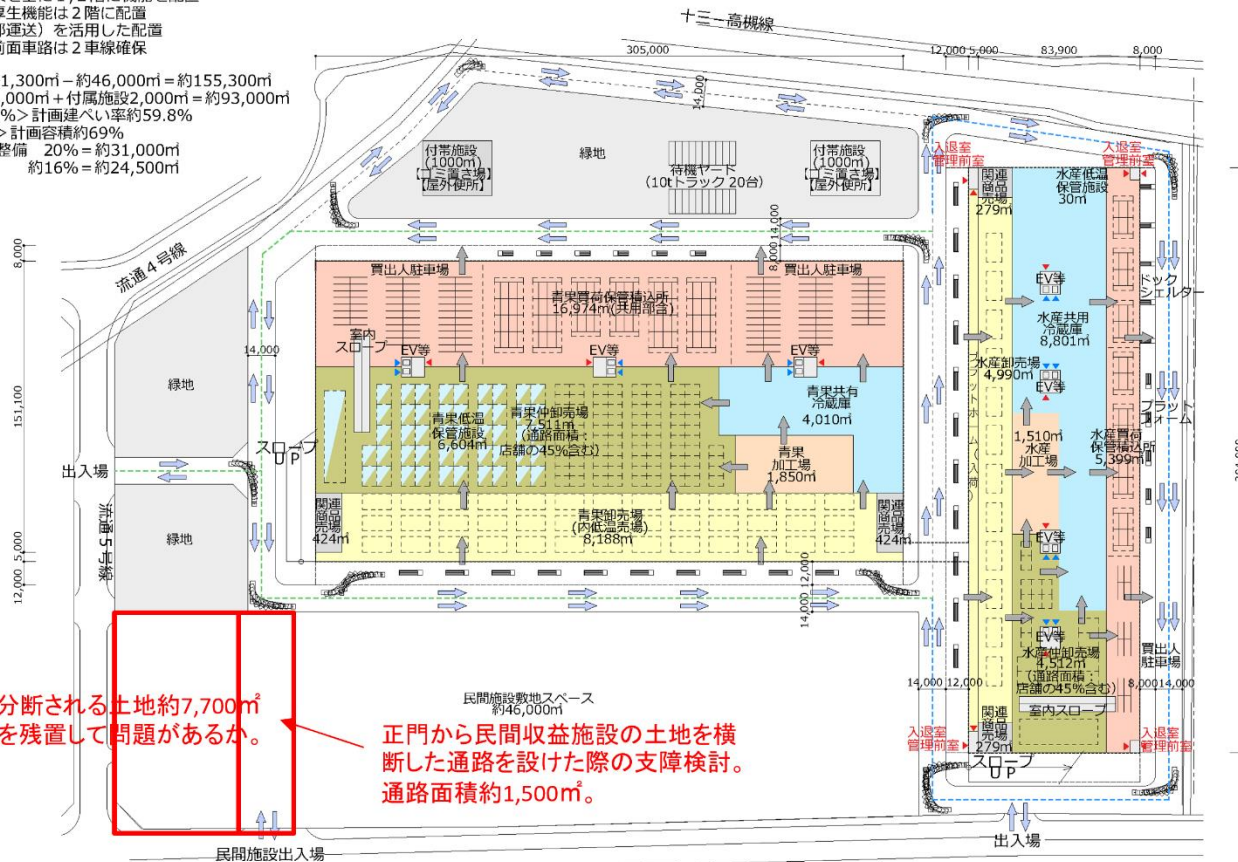 厚生機能は２階に配置
部運送）を活用した配置
前面車路は２車線確保
1,300㎡－約46,000㎡＝約155,300㎡
,000㎡＋付属施設2,000㎡＝約93,000㎡
%＞計画建ぺい率約59.8%
＞計画容積約69%
整備　20%＝約31,000㎡
約16%＝約24,500㎡
十三ー高槻線
305,000
12,000
5,000
83,900
8,000
14,000
付帯施設
(1000㎡)
【ゴミ置き場】
【屋外便所】
緑地
待機ヤード
(10tトラック 20台)
付帯施設
(1000㎡)
【ゴミ置き場】
【屋外便所】
入退室
管理前室
入退室
管理前室
関連
商品
売場
279㎡
水産低温
保管施設
30㎡
流通４号線
8,000
8,000
14,000
買出人駐車場
買出人駐車場
青果買荷保管積込所
16,974㎡(共用部含)
室内
スロープ
EV等
EV等
EV等
EV等
ドック
シェルター
水産共用
冷蔵庫
8,801㎡
水産卸売場
4,990㎡
EV等
プラット
フォーム
14,000
緑地
151,100
青果低温
保管施設
6,604㎡
青果仲卸売場
7,511㎡
(通路面積：
店舗の45%含む)
青果共有
冷蔵庫
4,010㎡
青果
加工場
1,850㎡
プラットホーム（入荷）
1,510㎡
水産
加工場
水産買荷
保管積込所
5,399㎡
スロープ
ＵＰ
出入場
流通５号線
緑地
関連
商品
売場
424㎡
青果卸売場
(内低温売場)
8,188㎡
関連
商品
売場
424㎡
EV等
5,000
12,000
12,000
14,000
EV等
水産仲卸売場
4,512㎡
(通路面積：
店舗の45%含む)
室内スロープ
買出人
駐車場
14,000
12,000
8,000
14,000
民間施設敷地スペース
約46,000㎡
分断される土地約7,700㎡
を残置して問題があるか。
正門から民間収益施設の土地を横
断した通路を設けた際の支障検討。
通路面積約1,500㎡。
入退室
管理前室
関連
商品
売場
279㎡
入退室
管理前室
スロープ
ＵＰ
民間施設出入場
出入場